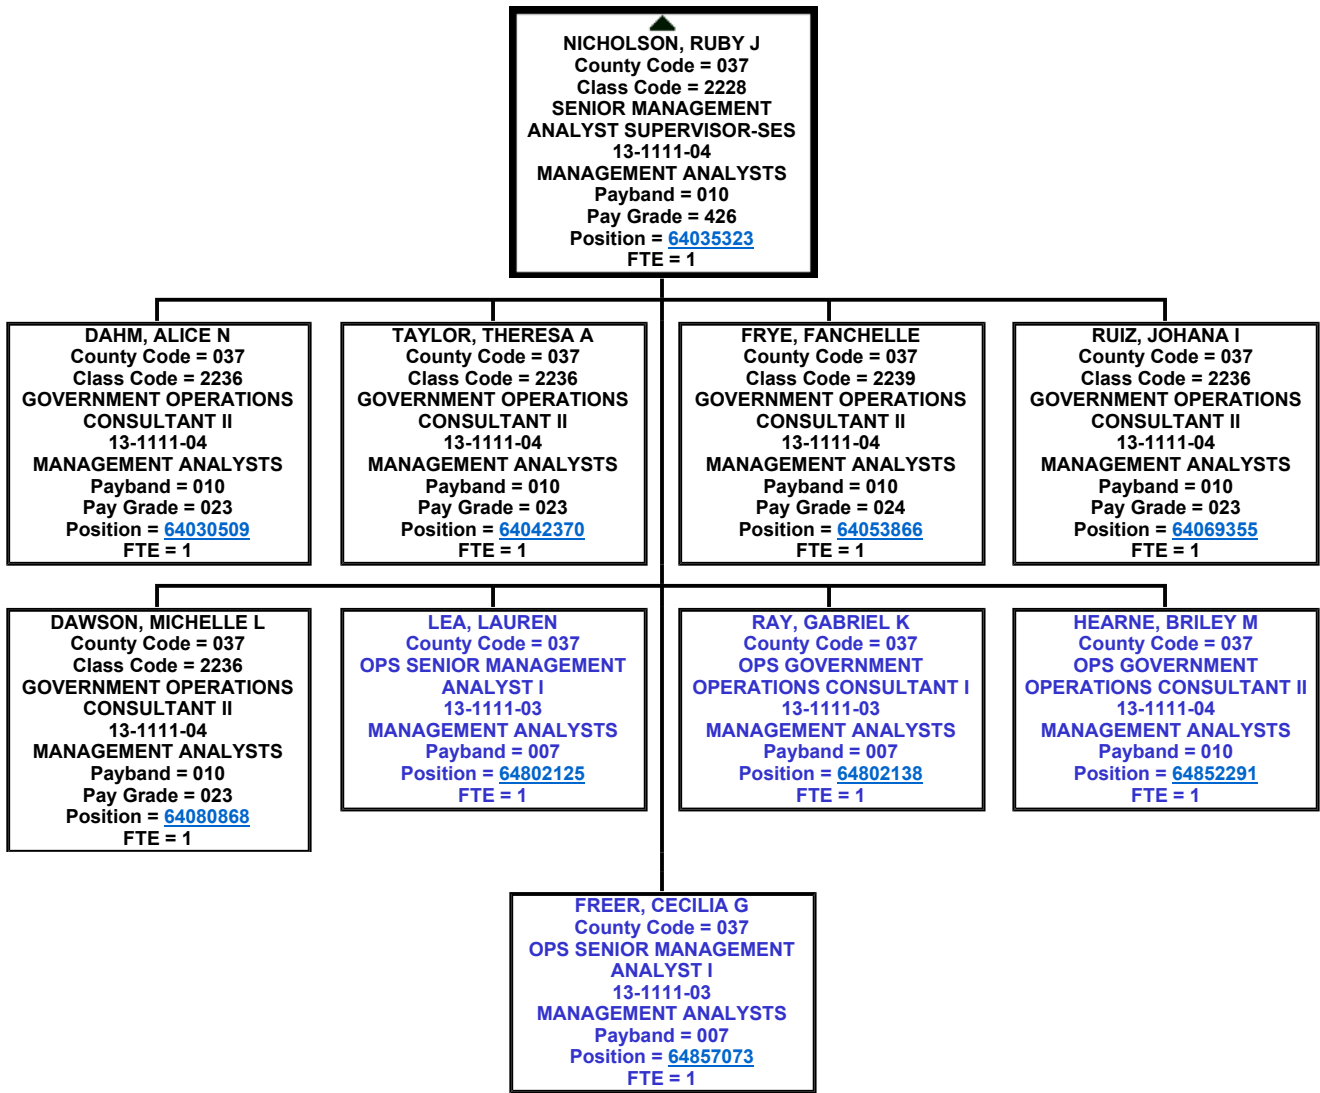 NICHOLSON, RUBY J
County Code = 037
Class Code = 2228
SENIOR MANAGEMENT
ANALYST SUPERVISOR-SES
13-1111-04
MANAGEMENT ANALYSTS
Payband = 010
Pay Grade = 426
Position = 64035323
FTE = 1
DAHM, ALICE N
County Code = 037
Class Code = 2236
GOVERNMENT OPERATIONS
CONSULTANT II
13-1111-04
MANAGEMENT ANALYSTS
Payband = 010
Pay Grade = 023
Position = 64030509
FTE = 1
TAYLOR, THERESA A
County Code = 037
Class Code = 2236
GOVERNMENT OPERATIONS
CONSULTANT II
13-1111-04
MANAGEMENT ANALYSTS
Payband = 010
Pay Grade = 023
Position = 64042370
FTE = 1
FRYE, FANCHELLE
County Code = 037
Class Code = 2239
GOVERNMENT OPERATIONS
CONSULTANT II
13-1111-04
MANAGEMENT ANALYSTS
Payband = 010
Pay Grade = 024
Position = 64053866
FTE = 1
RUIZ, JOHANA I
County Code = 037
Class Code = 2236
GOVERNMENT OPERATIONS
CONSULTANT II
13-1111-04
MANAGEMENT ANALYSTS
Payband = 010
Pay Grade = 023
Position = 64069355
FTE = 1
DAWSON, MICHELLE L
County Code = 037
Class Code = 2236
GOVERNMENT OPERATIONS
CONSULTANT II
13-1111-04
MANAGEMENT ANALYSTS
Payband = 010
Pay Grade = 023
Position = 64080868
FTE = 1
LEA, LAUREN
County Code = 037
OPS SENIOR MANAGEMENT
ANALYST I
13-1111-03
MANAGEMENT ANALYSTS
Payband = 007
Position = 64802125
FTE = 1
RAY, GABRIEL K
County Code = 037
OPS GOVERNMENT
OPERATIONS CONSULTANT I
13-1111-03
MANAGEMENT ANALYSTS
Payband = 007
Position = 64802138
FTE = 1
HEARNE, BRILEY M
County Code = 037
OPS GOVERNMENT
OPERATIONS CONSULTANT II
13-1111-04
MANAGEMENT ANALYSTS
Payband = 010
Position = 64852291
FTE = 1
FREER, CECILIA G
County Code = 037
OPS SENIOR MANAGEMENT
ANALYST I
13-1111-03
MANAGEMENT ANALYSTS
Payband = 007
Position = 64857073
FTE = 1